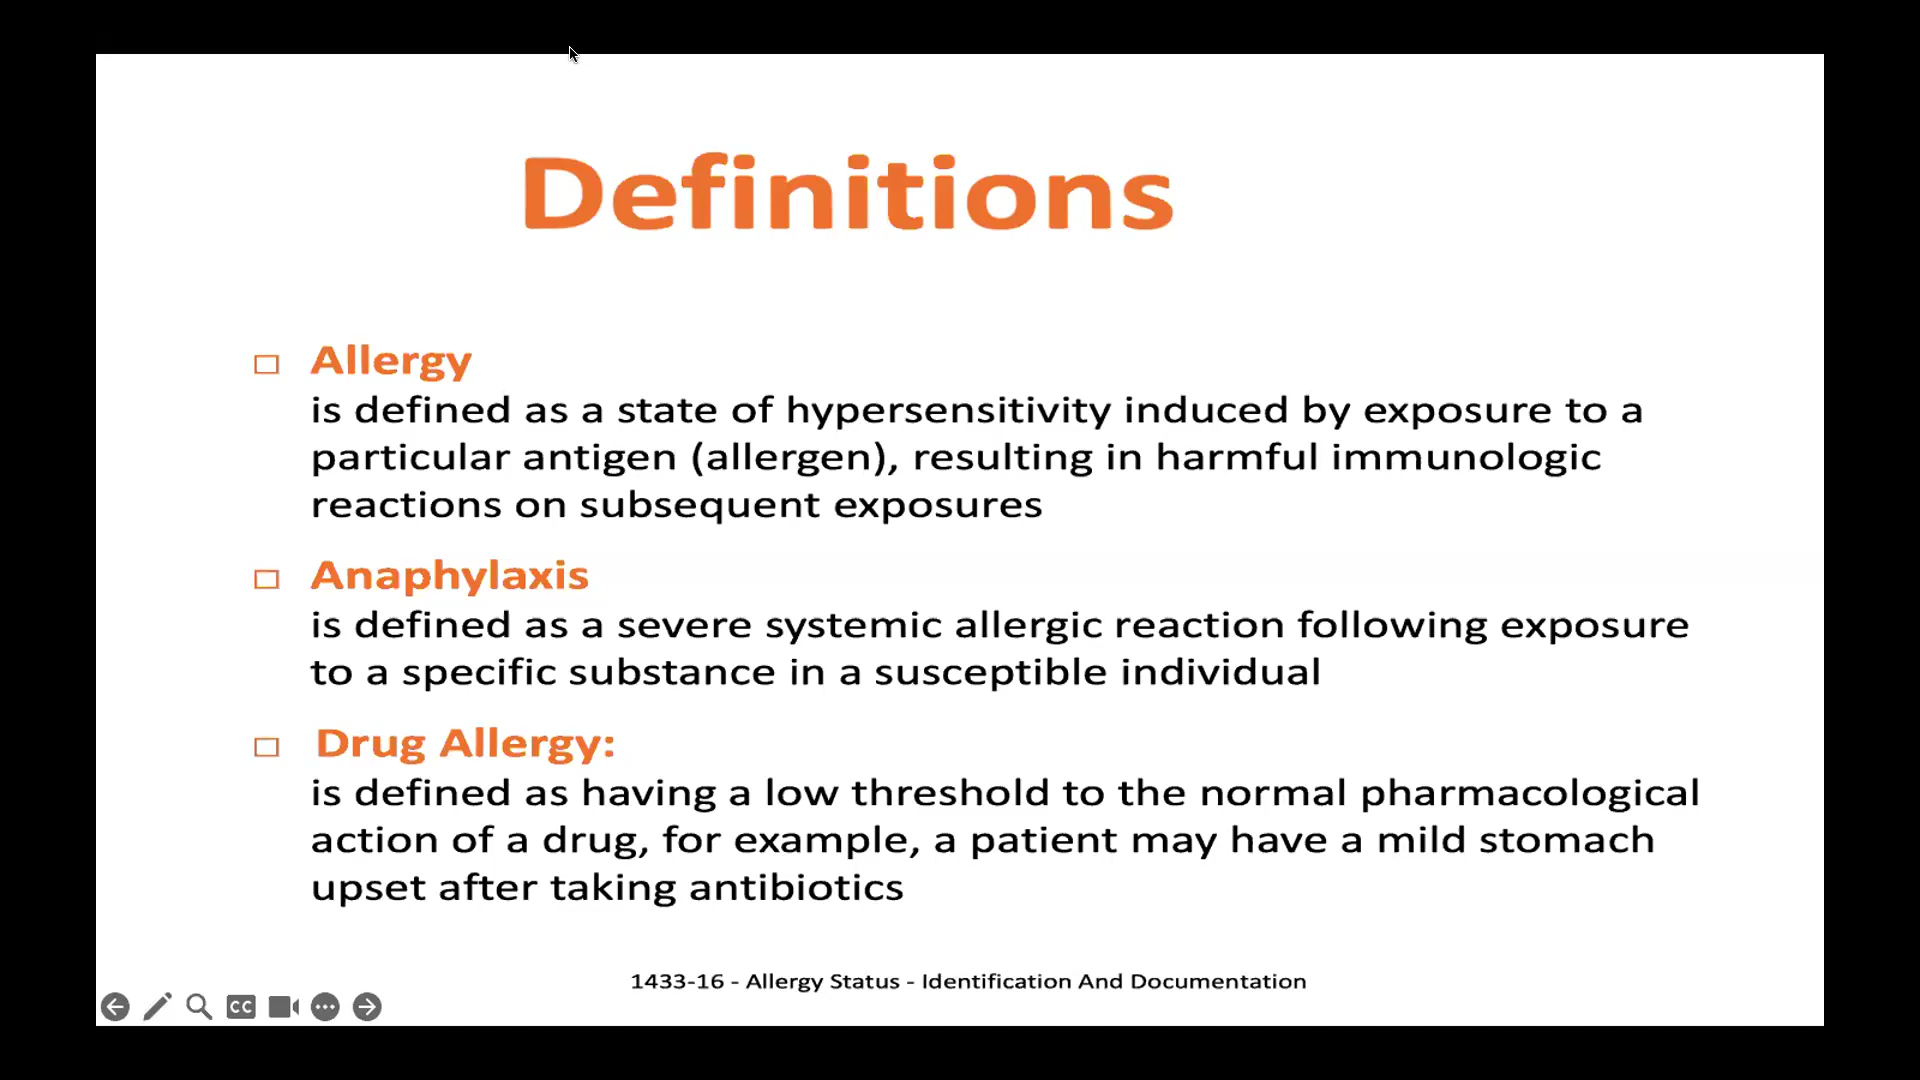 Definitions
Allergy
is defined as a state of hypersensitivity induced by exposure to a
particular antigen (allergen), resulting in harmful immunologic
reactions on subsequent exposures
Anaphylaxis
is defined as a severe systemic allergic reaction following exposure
to a specific substance in a susceptible individual
Drug Allergy:
is defined as having a low threshold to the normal pharmacological
action of a drug, for example, a patient may have a mild stomach
upset after taking antibiotics
1433-16 - Allergy Status - Identification And Documentation
CC